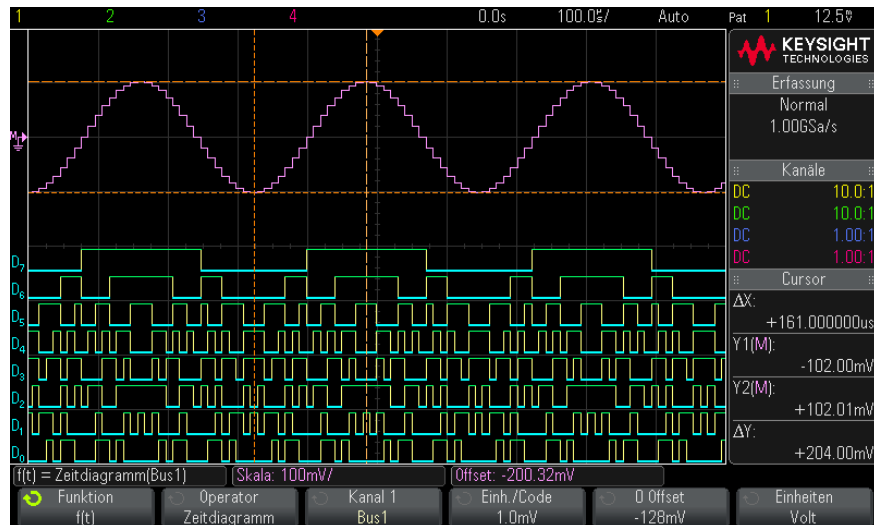 1 2 3 4 0.0s 100.0㎲/ Auto Pat 1 12.5V
KEYSIGHT
TECHNOLOGIES
Erfassung
Normal
1.00GSa/s
Kanäle
DC 10.0:1
DC 10.0:1
DC 1.00:1
DC 1.00:1
Cursor
ΔX:
+161.000000us
Y1(M):
-102.00mV
Y2(M):
+102.01mV
ΔY:
+204.00mV
M
D7
D6
D5
D4
D3
D2
D1
D0
f(t) = Zeitdiagramm(Bus1) Skala: 100mV/ Offset: -200.32mV
Funktion Operator Kanal 1 Einh./Code 0 Offset Einheiten
f(t) Zeitdiagramm Bus1 1.0mV -128mV Volt